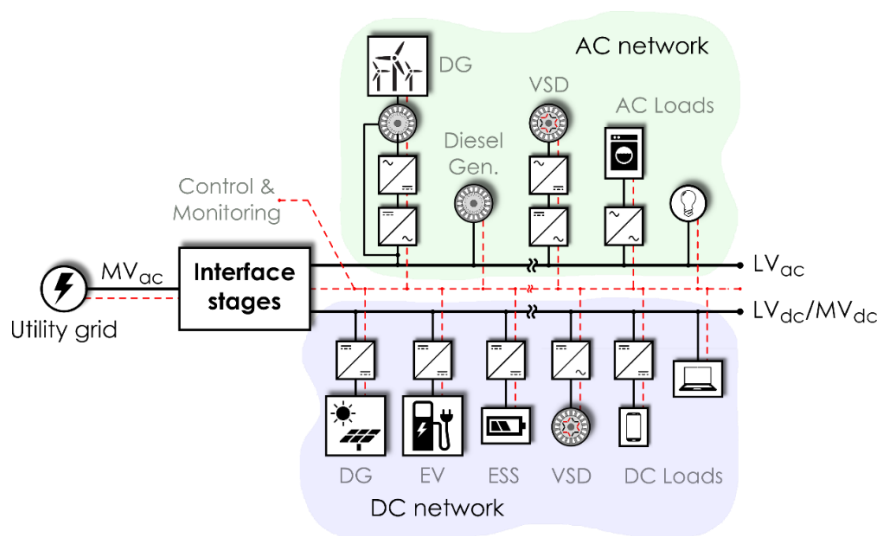 AC network
DG
VSD
AC Loads
Diesel
Gen.
Control &
Monitoring
MVac
Interface
stages
LVac
Utility grid
LVdc/MVdc
DG
EV
ESS
VSD
DC Loads
DC network